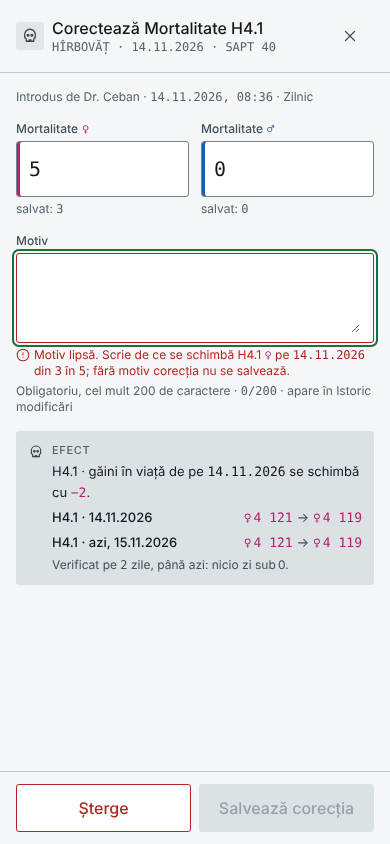 Corectează Mortalitate H4.1
HÎRBOVĂȚ · 14.11.2026 · SAPT 40
Introdus de Dr. Ceban · 14.11.2026, 08:36 · Zilnic
Mortalitate ♀ Mortalitate ♂
5 0
salvat: 3 salvat: 0
Motiv
Motiv lipsă. Scrie de ce se schimbă H4.1 ♀ pe 14.11.2026
din 3 în 5; fără motiv corecția nu se salvează.
Obligatoriu, cel mult 200 de caractere · 0/200 · apare în Istoric
modificări
EFECT
H4.1 · găini în viață de pe 14.11.2026 se schimbă
cu −2.
H4.1 · 14.11.2026 ♀4 121 → ♀4 119
H4.1 · azi, 15.11.2026 ♀4 121 → ♀4 119
Verificat pe 2 zile, până azi: nicio zi sub 0.
Șterge Salvează corecția